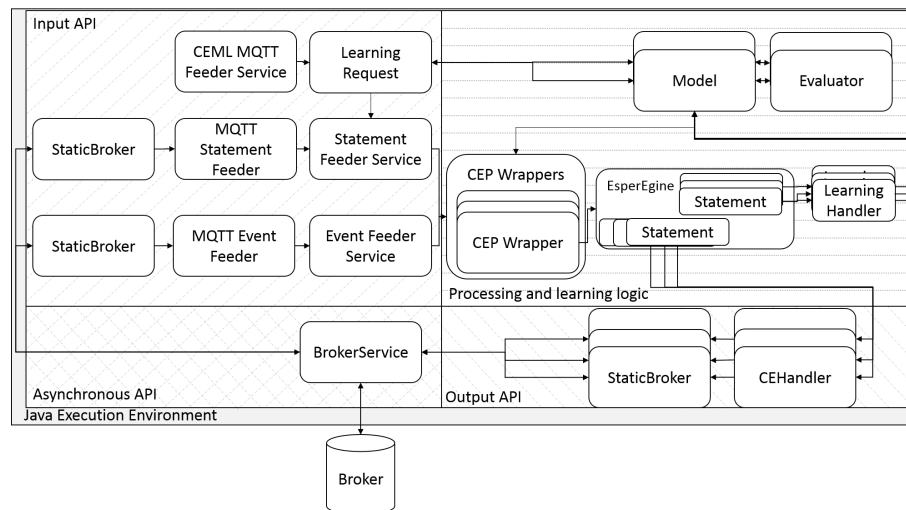 Input API
CEML MQTT
Feeder Service
Learning
Request
Model
Evaluator
StaticBroker
MQTT
Statement
Feeder
Statement
Feeder Service
CEP Wrappers
CEP Wrapper
EsperEgine
Statement
Statement
Learning
Handler
StaticBroker
MQTT Event
Feeder
Event Feeder
Service
Processing and learning logic
BrokerService
StaticBroker
CEHandler
Asynchronous API
Output API
Java Execution Environment
Broker